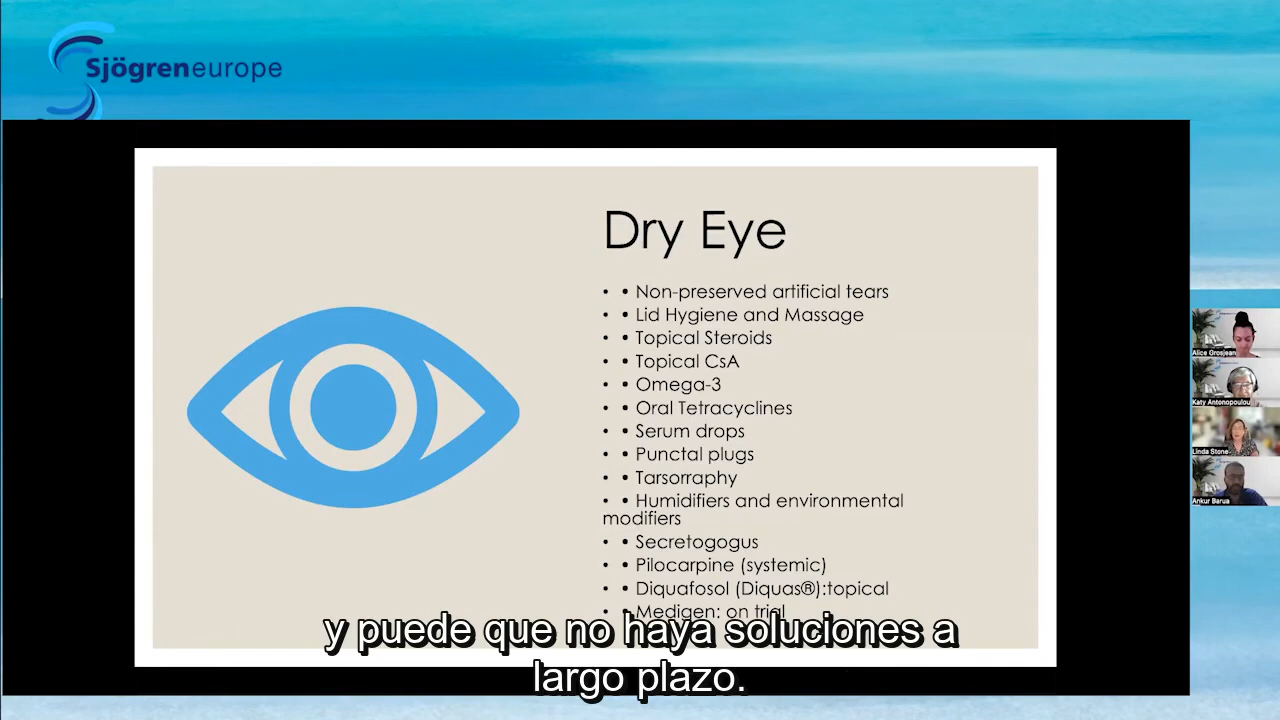 Sjögreneurope
Dry Eye
• • Non-preserved artificial tears
• • Lid Hygiene and Massage
• • Topical Steroids
• • Topical CsA
• • Omega-3
• • Oral Tetracyclines
• • Serum drops
• • Punctal plugs
• • Tarsorraphy
• • Humidifiers and environmental
modifiers
• • Secretogogus
• • Pilocarpine (systemic)
• • Diquafosol (Diquas®):topical
• • Medigen: on trial
y puede que no haya soluciones a
largo plazo.
Alice Grosjean
Katy Antonopoulou
Linda Stone
Ankur Barua